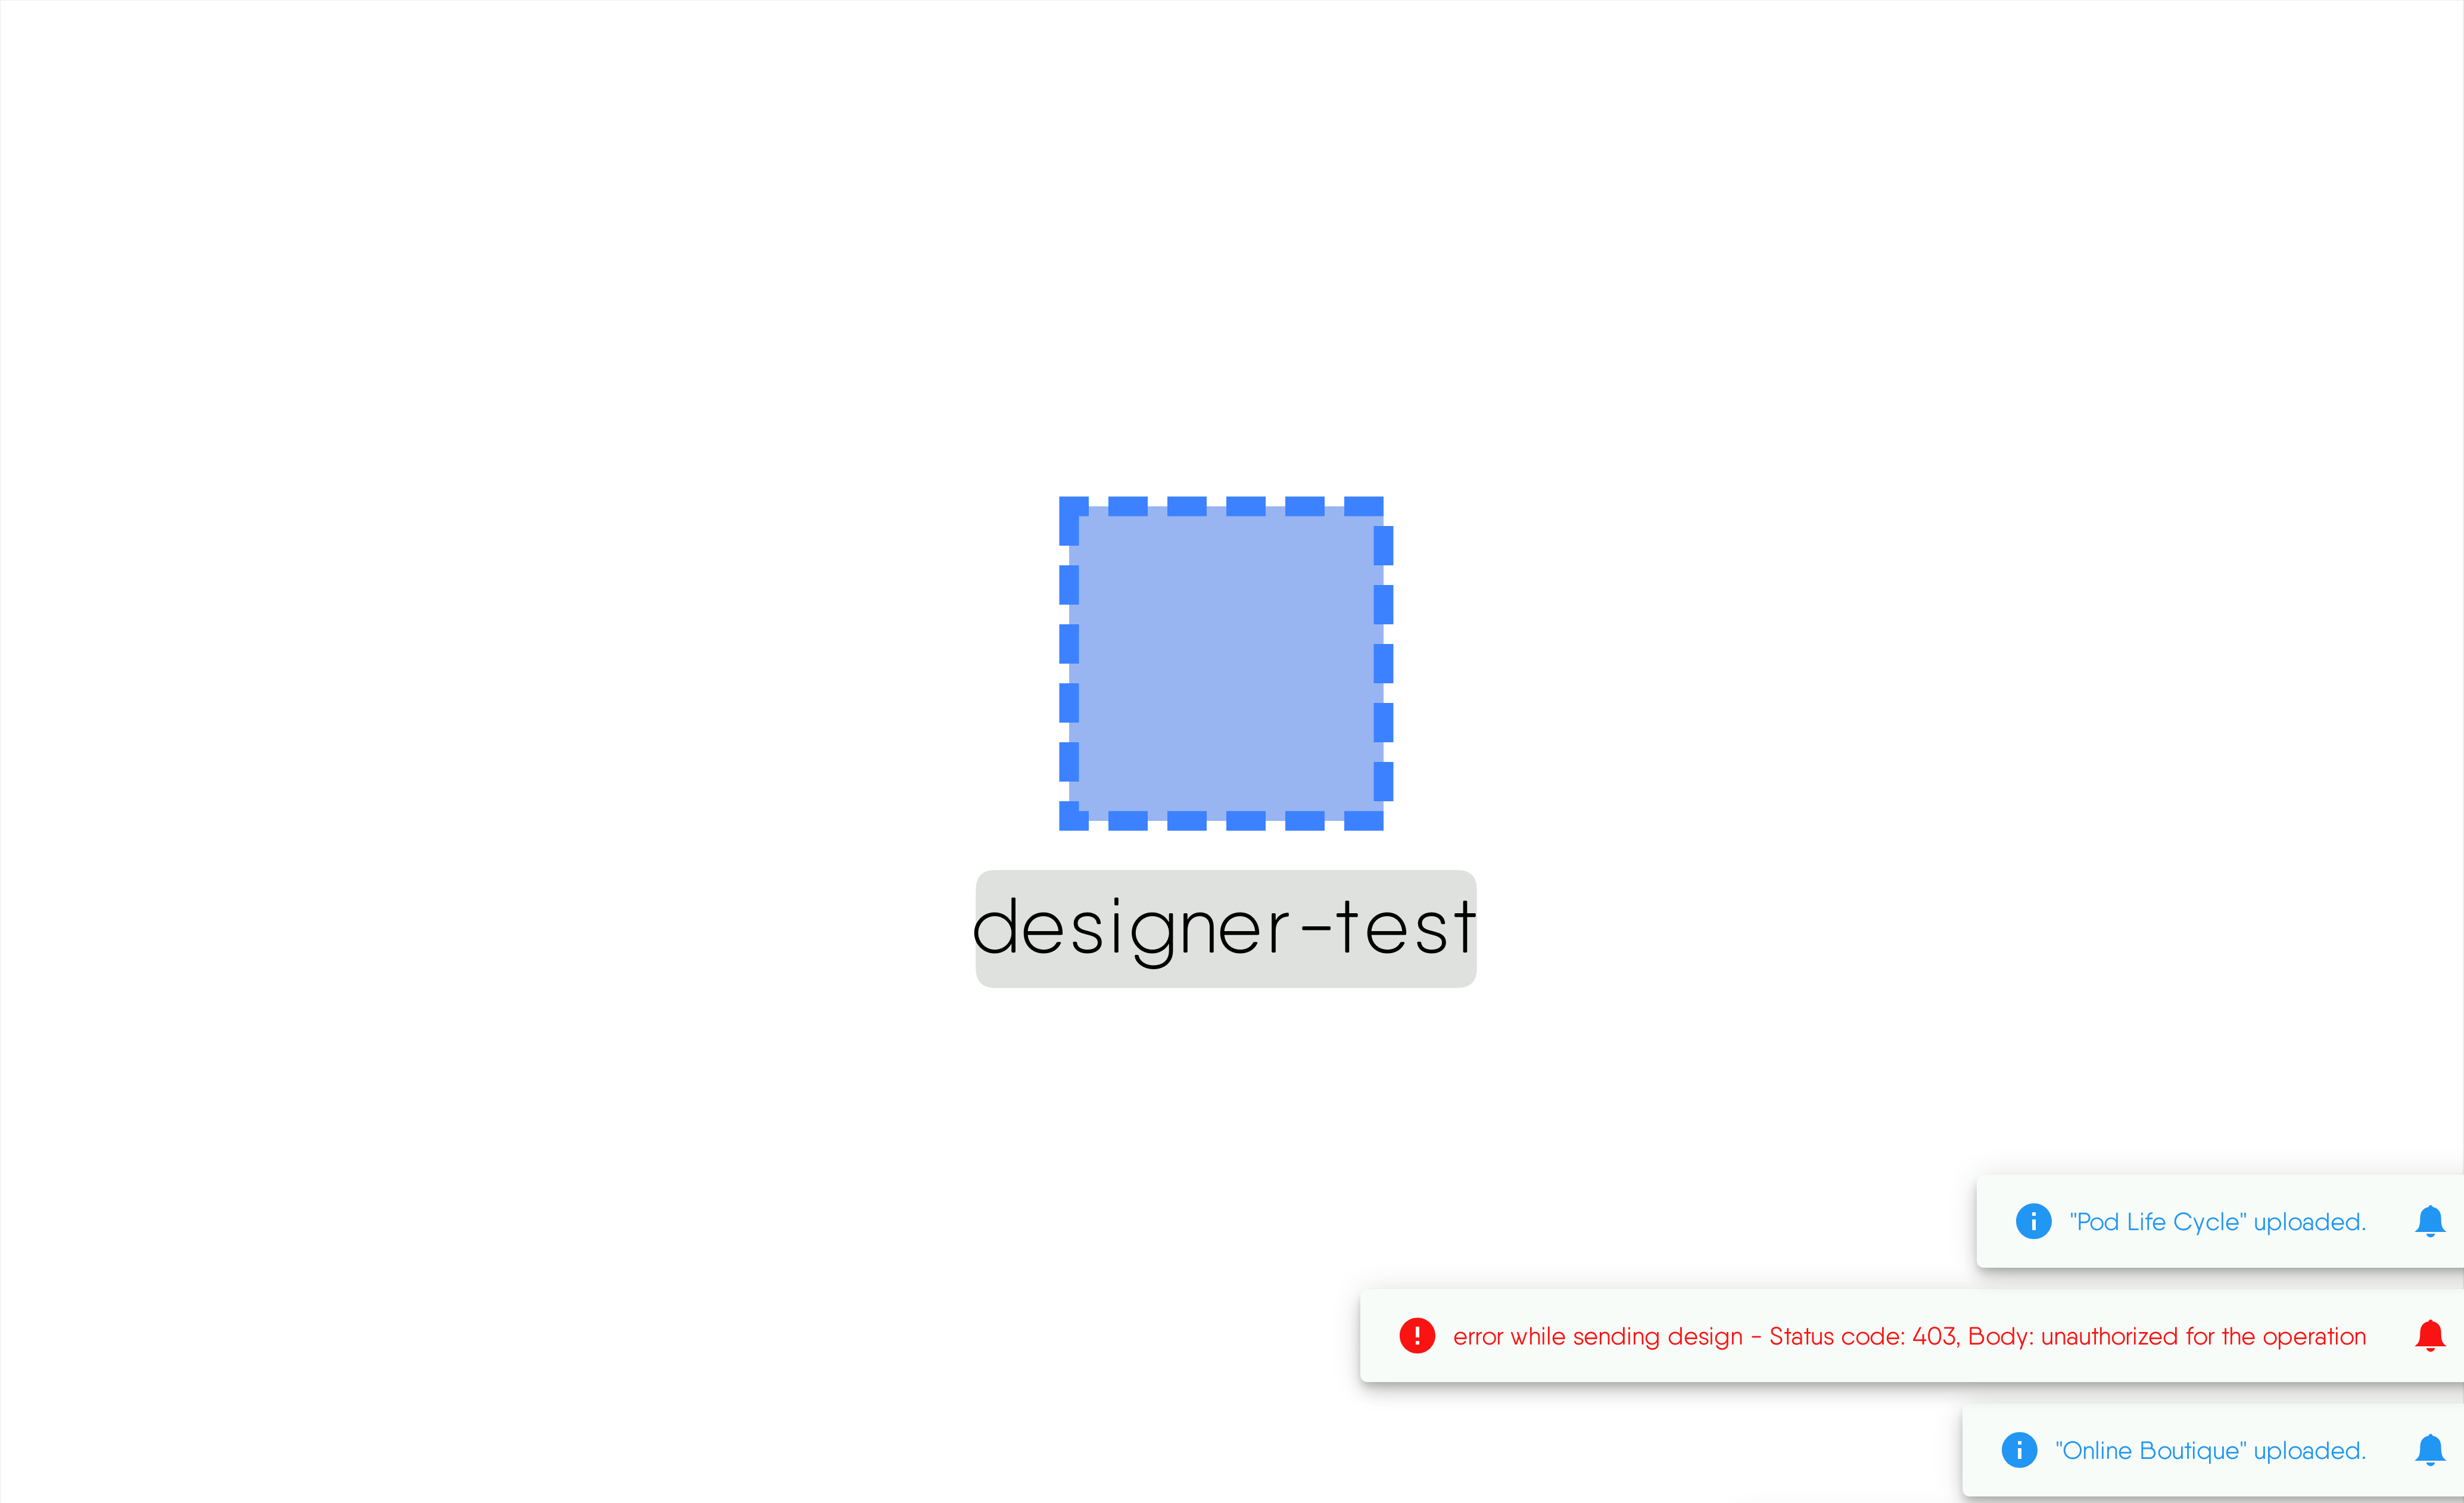 designer-test
"Pod Life Cycle" uploaded.
error while sending design - Status code: 403, Body: unauthorized for the operation
"Online Boutique" uploaded.